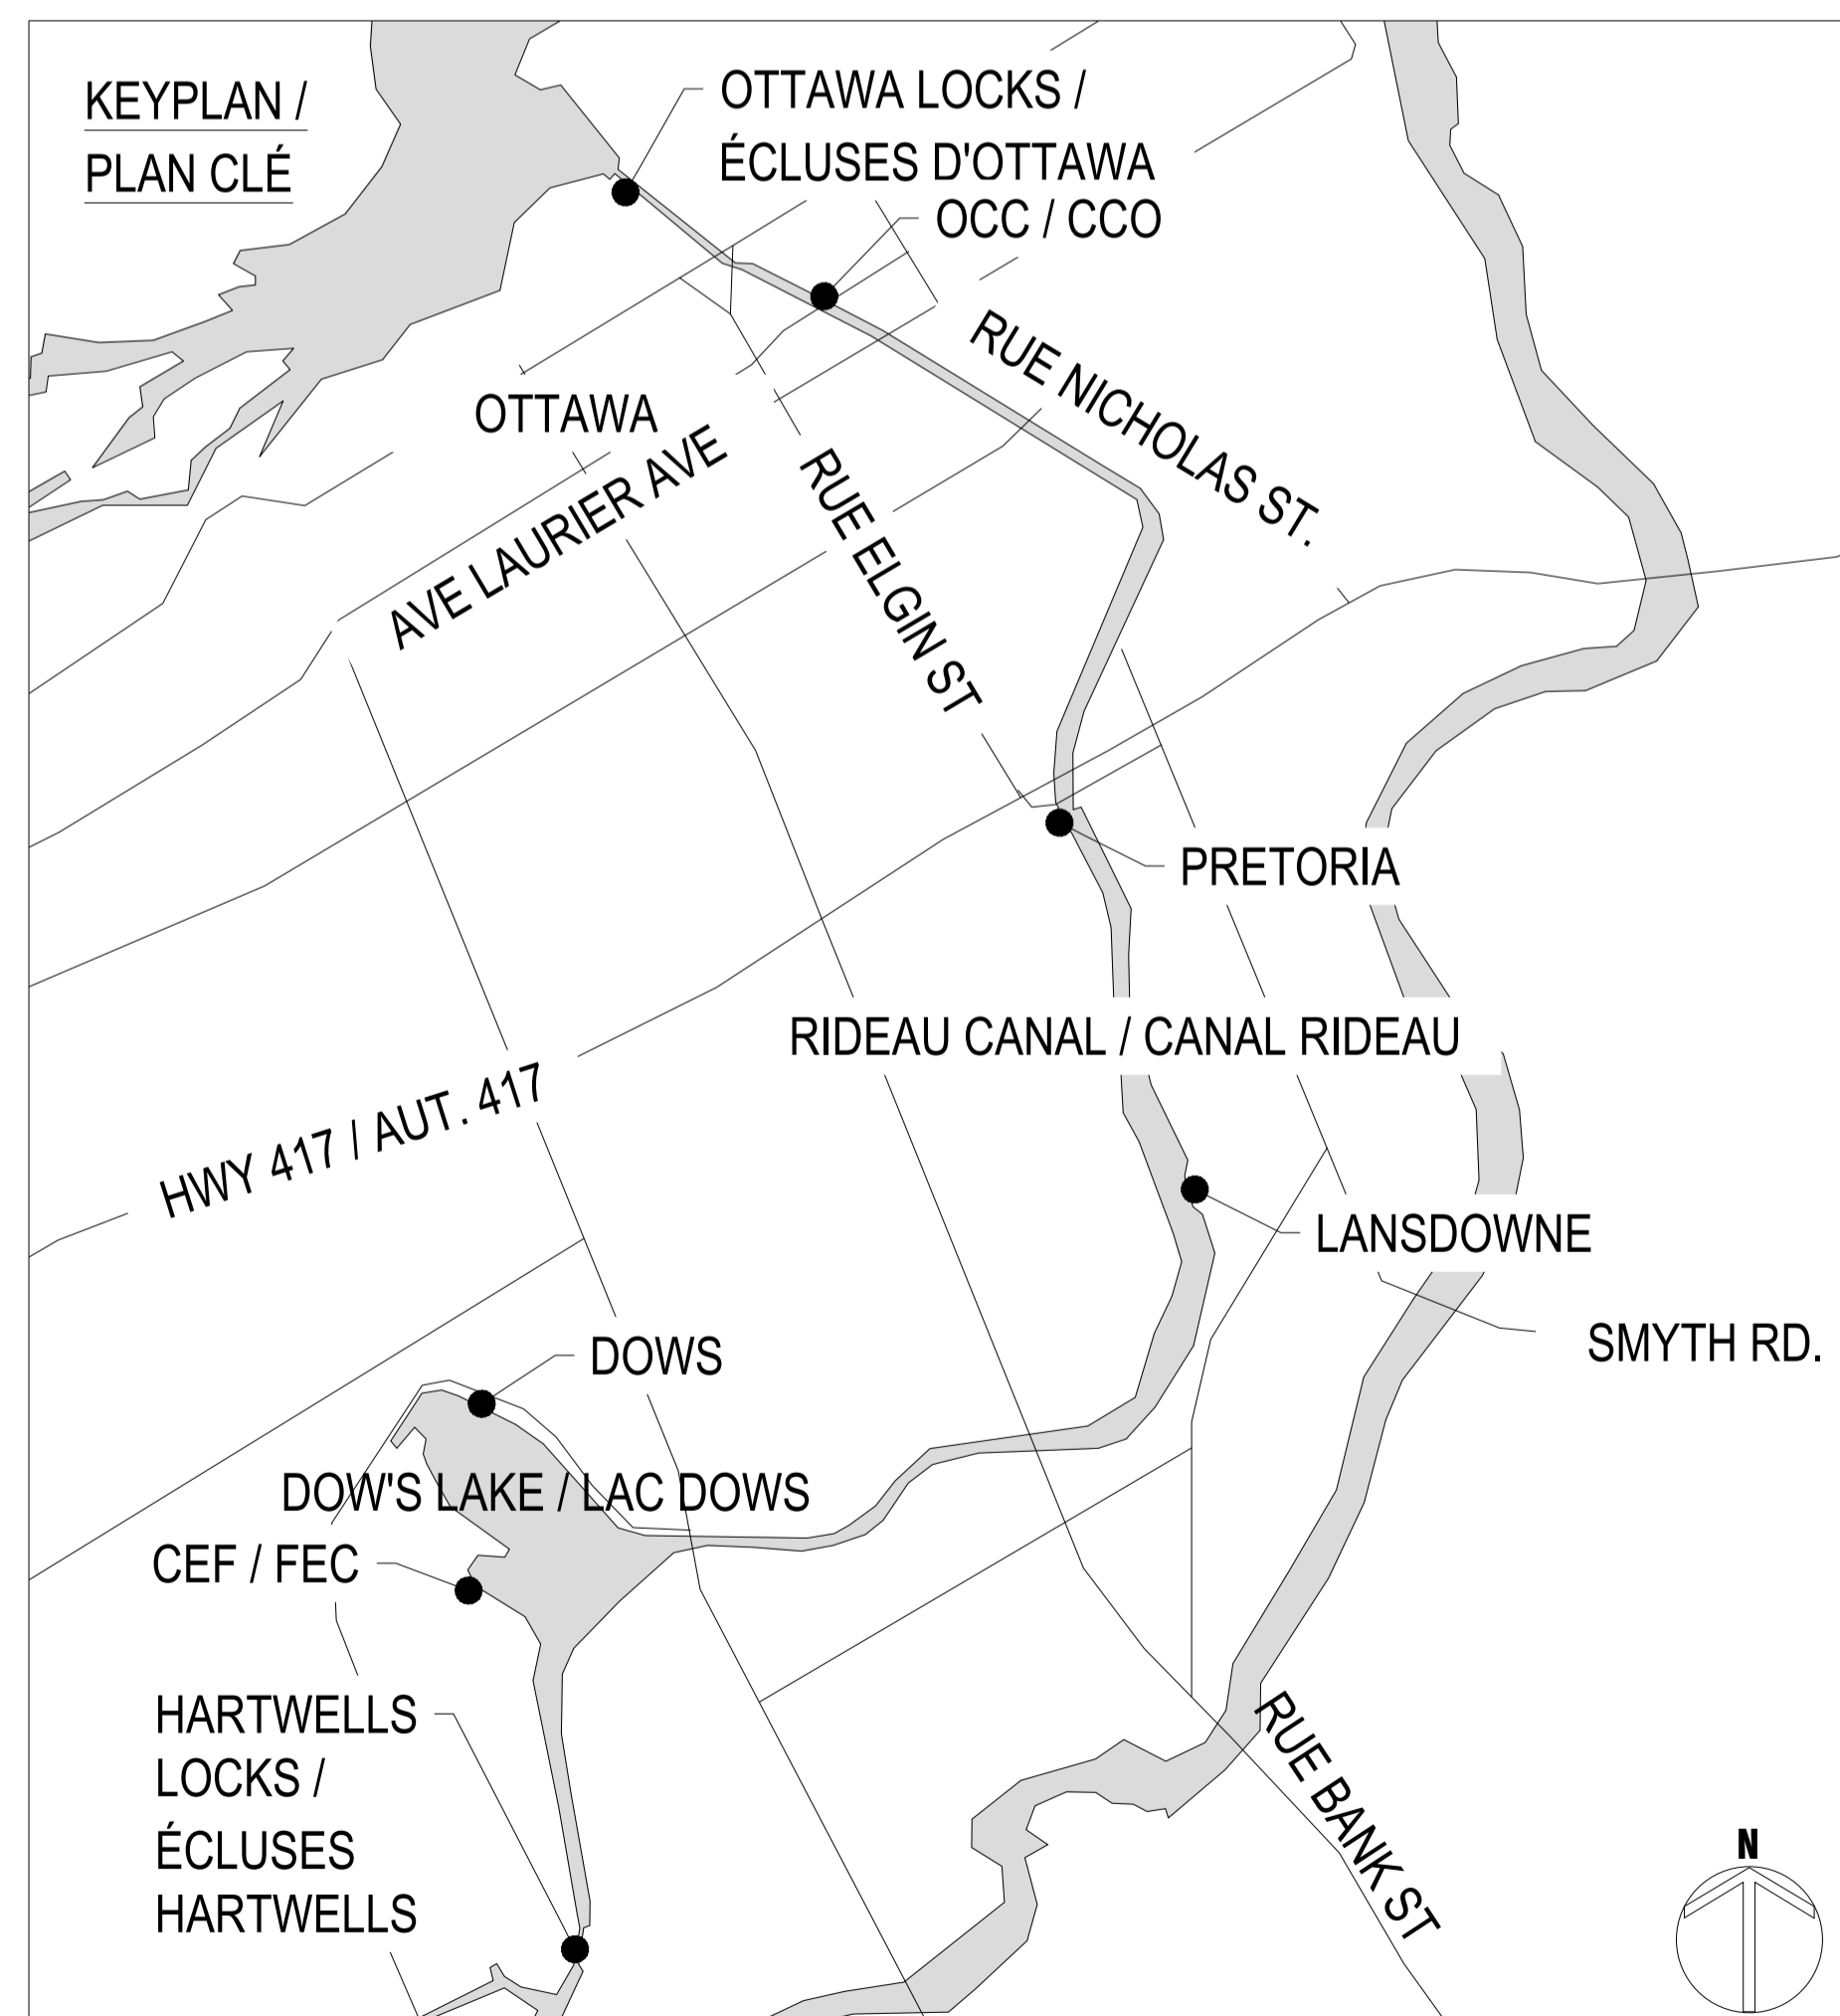 KEYPLAN /
PLAN CLÉ
OTTAWA LOCKS /
ÉCLUSES D'OTTAWA
OCC / CCO
RUE NICHOLAS ST.
OTTAWA
AVE LAURIER AVE
RUE ELGIN ST
PRETORIA
RIDEAU CANAL / CANAL RIDEAU
HWY 417 / AUT. 417
LANSDOWNE
SMYTH RD.
DOWS
DOW'S LAKE / LAC DOWS
CEF / FEC
HARTWELLS
LOCKS /
ÉCLUSES
HARTWELLS
RUE BANK ST
N